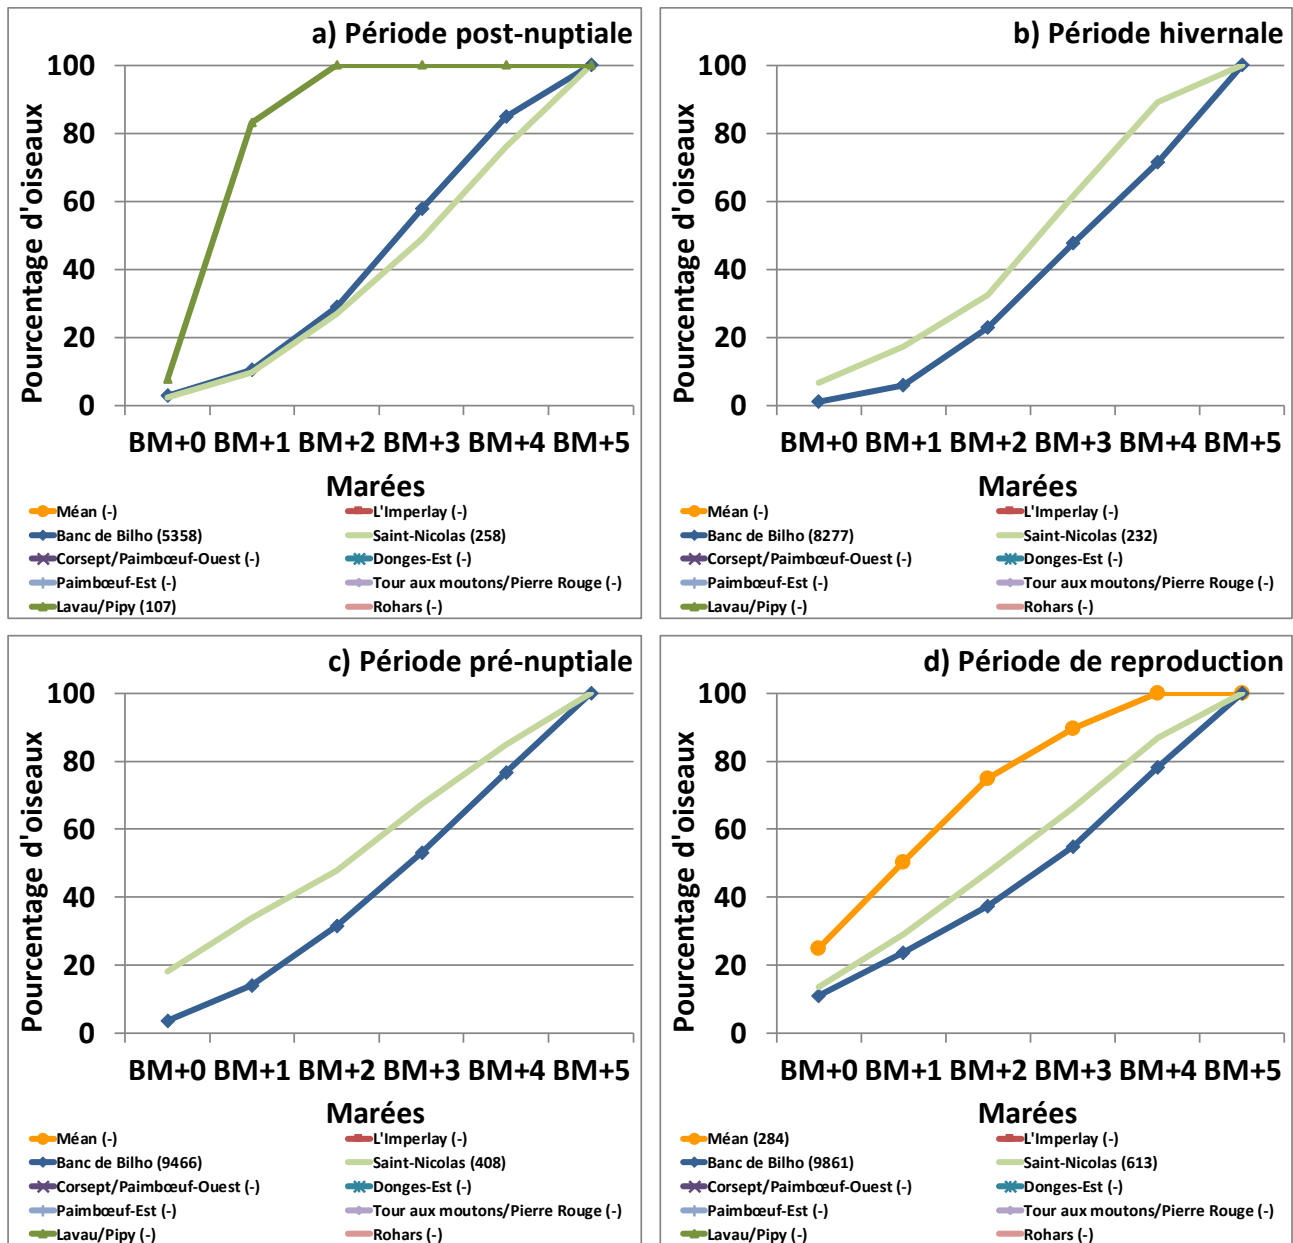 a) Période post-nuptiale
Pourcentage d'oiseaux
100
80
60
40
20
0
BM+0 BM+1 BM+2 BM+3 BM+4 BM+5
Marées
Méan (-) L'Imperlay (-)
Banc de Bilho (5358) Saint-Nicolas (258)
Corsept/Paimbœuf-Ouest (-) Donges-Est (-)
Paimbœuf-Est (-) Tour aux moutons/Pierre Rouge (-)
Lavau/Pipy (107) Rohars (-)
b) Période hivernale
Pourcentage d'oiseaux
100
80
60
40
20
0
BM+0 BM+1 BM+2 BM+3 BM+4 BM+5
Marées
Méan (-) L'Imperlay (-)
Banc de Bilho (8277) Saint-Nicolas (232)
Corsept/Paimbœuf-Ouest (-) Donges-Est (-)
Paimbœuf-Est (-) Tour aux moutons/Pierre Rouge (-)
Lavau/Pipy (-) Rohars (-)
c) Période pré-nuptiale
Pourcentage d'oiseaux
100
80
60
40
20
0
BM+0 BM+1 BM+2 BM+3 BM+4 BM+5
Marées
Méan (-) L'Imperlay (-)
Banc de Bilho (9466) Saint-Nicolas (408)
Corsept/Paimbœuf-Ouest (-) Donges-Est (-)
Paimbœuf-Est (-) Tour aux moutons/Pierre Rouge (-)
Lavau/Pipy (-) Rohars (-)
d) Période de reproduction
Pourcentage d'oiseaux
100
80
60
40
20
0
BM+0 BM+1 BM+2 BM+3 BM+4 BM+5
Marées
Méan (284) L'Imperlay (-)
Banc de Bilho (9861) Saint-Nicolas (613)
Corsept/Paimbœuf-Ouest (-) Donges-Est (-)
Paimbœuf-Est (-) Tour aux moutons/Pierre Rouge (-)
Lavau/Pipy (-) Rohars (-)